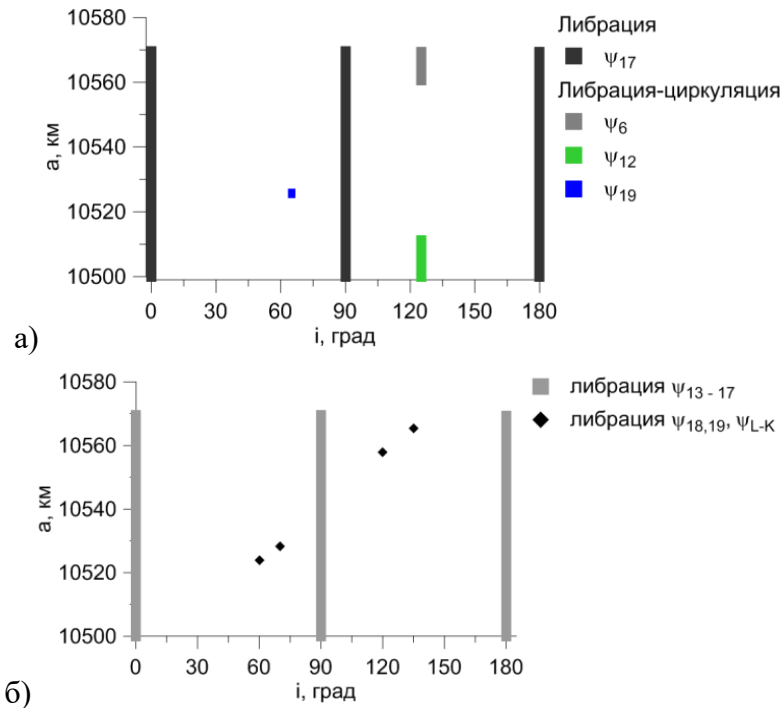 10580
10560
10540
10520
10500
а, км
0 30 60 90 120 150 180
i, град
а)
Либрация
ψ17
Либрация-циркуляция
ψ6
ψ12
ψ19
10580
10560
10540
10520
10500
а, км
0 30 60 90 120 150 180
i, град
б)
либрация ψ13 - 17
либрация ψ18,19, ψL-K